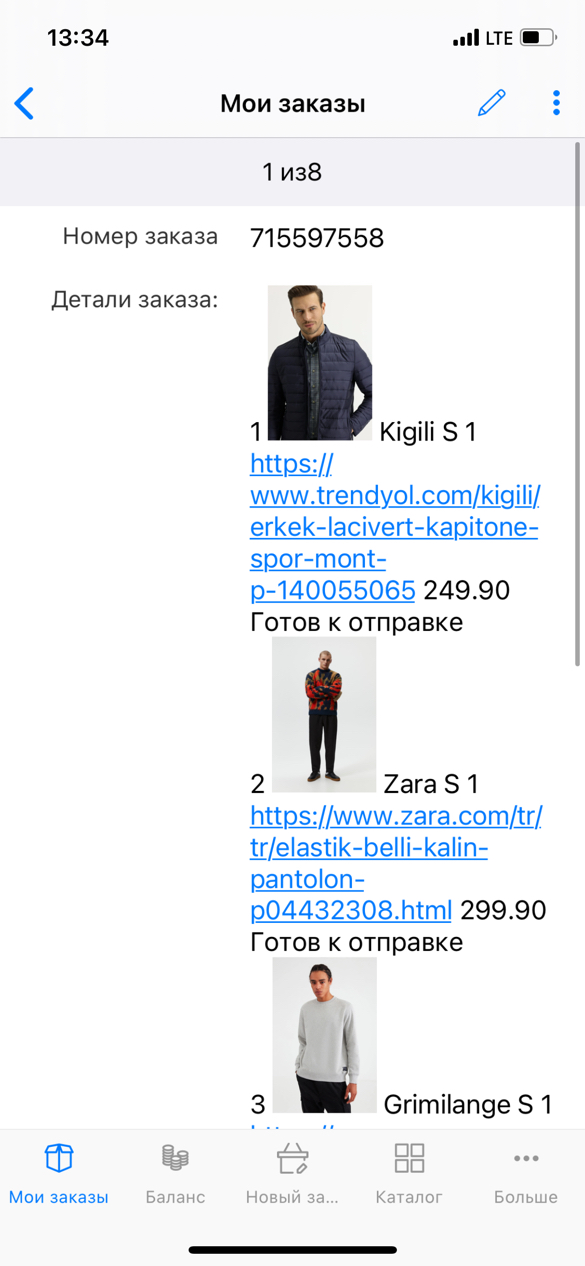 13:34
LTE
Мои заказы
1 из8
Номер заказа
715597558
Детали заказа:
1 Kigili S 1
https://
www.trendyol.com/kigili/
erkek-lacivert-kapitone-
spor-mont-
p-140055065 249.90
Готов к отправке
2 Zara S 1
https://www.zara.com/tr/
tr/elastik-belli-kalin-
pantolon-
p04432308.html 299.90
Готов к отправке
3 Grimilange S 1
Мои заказы
Баланс
Новый за...
Каталог
Больше